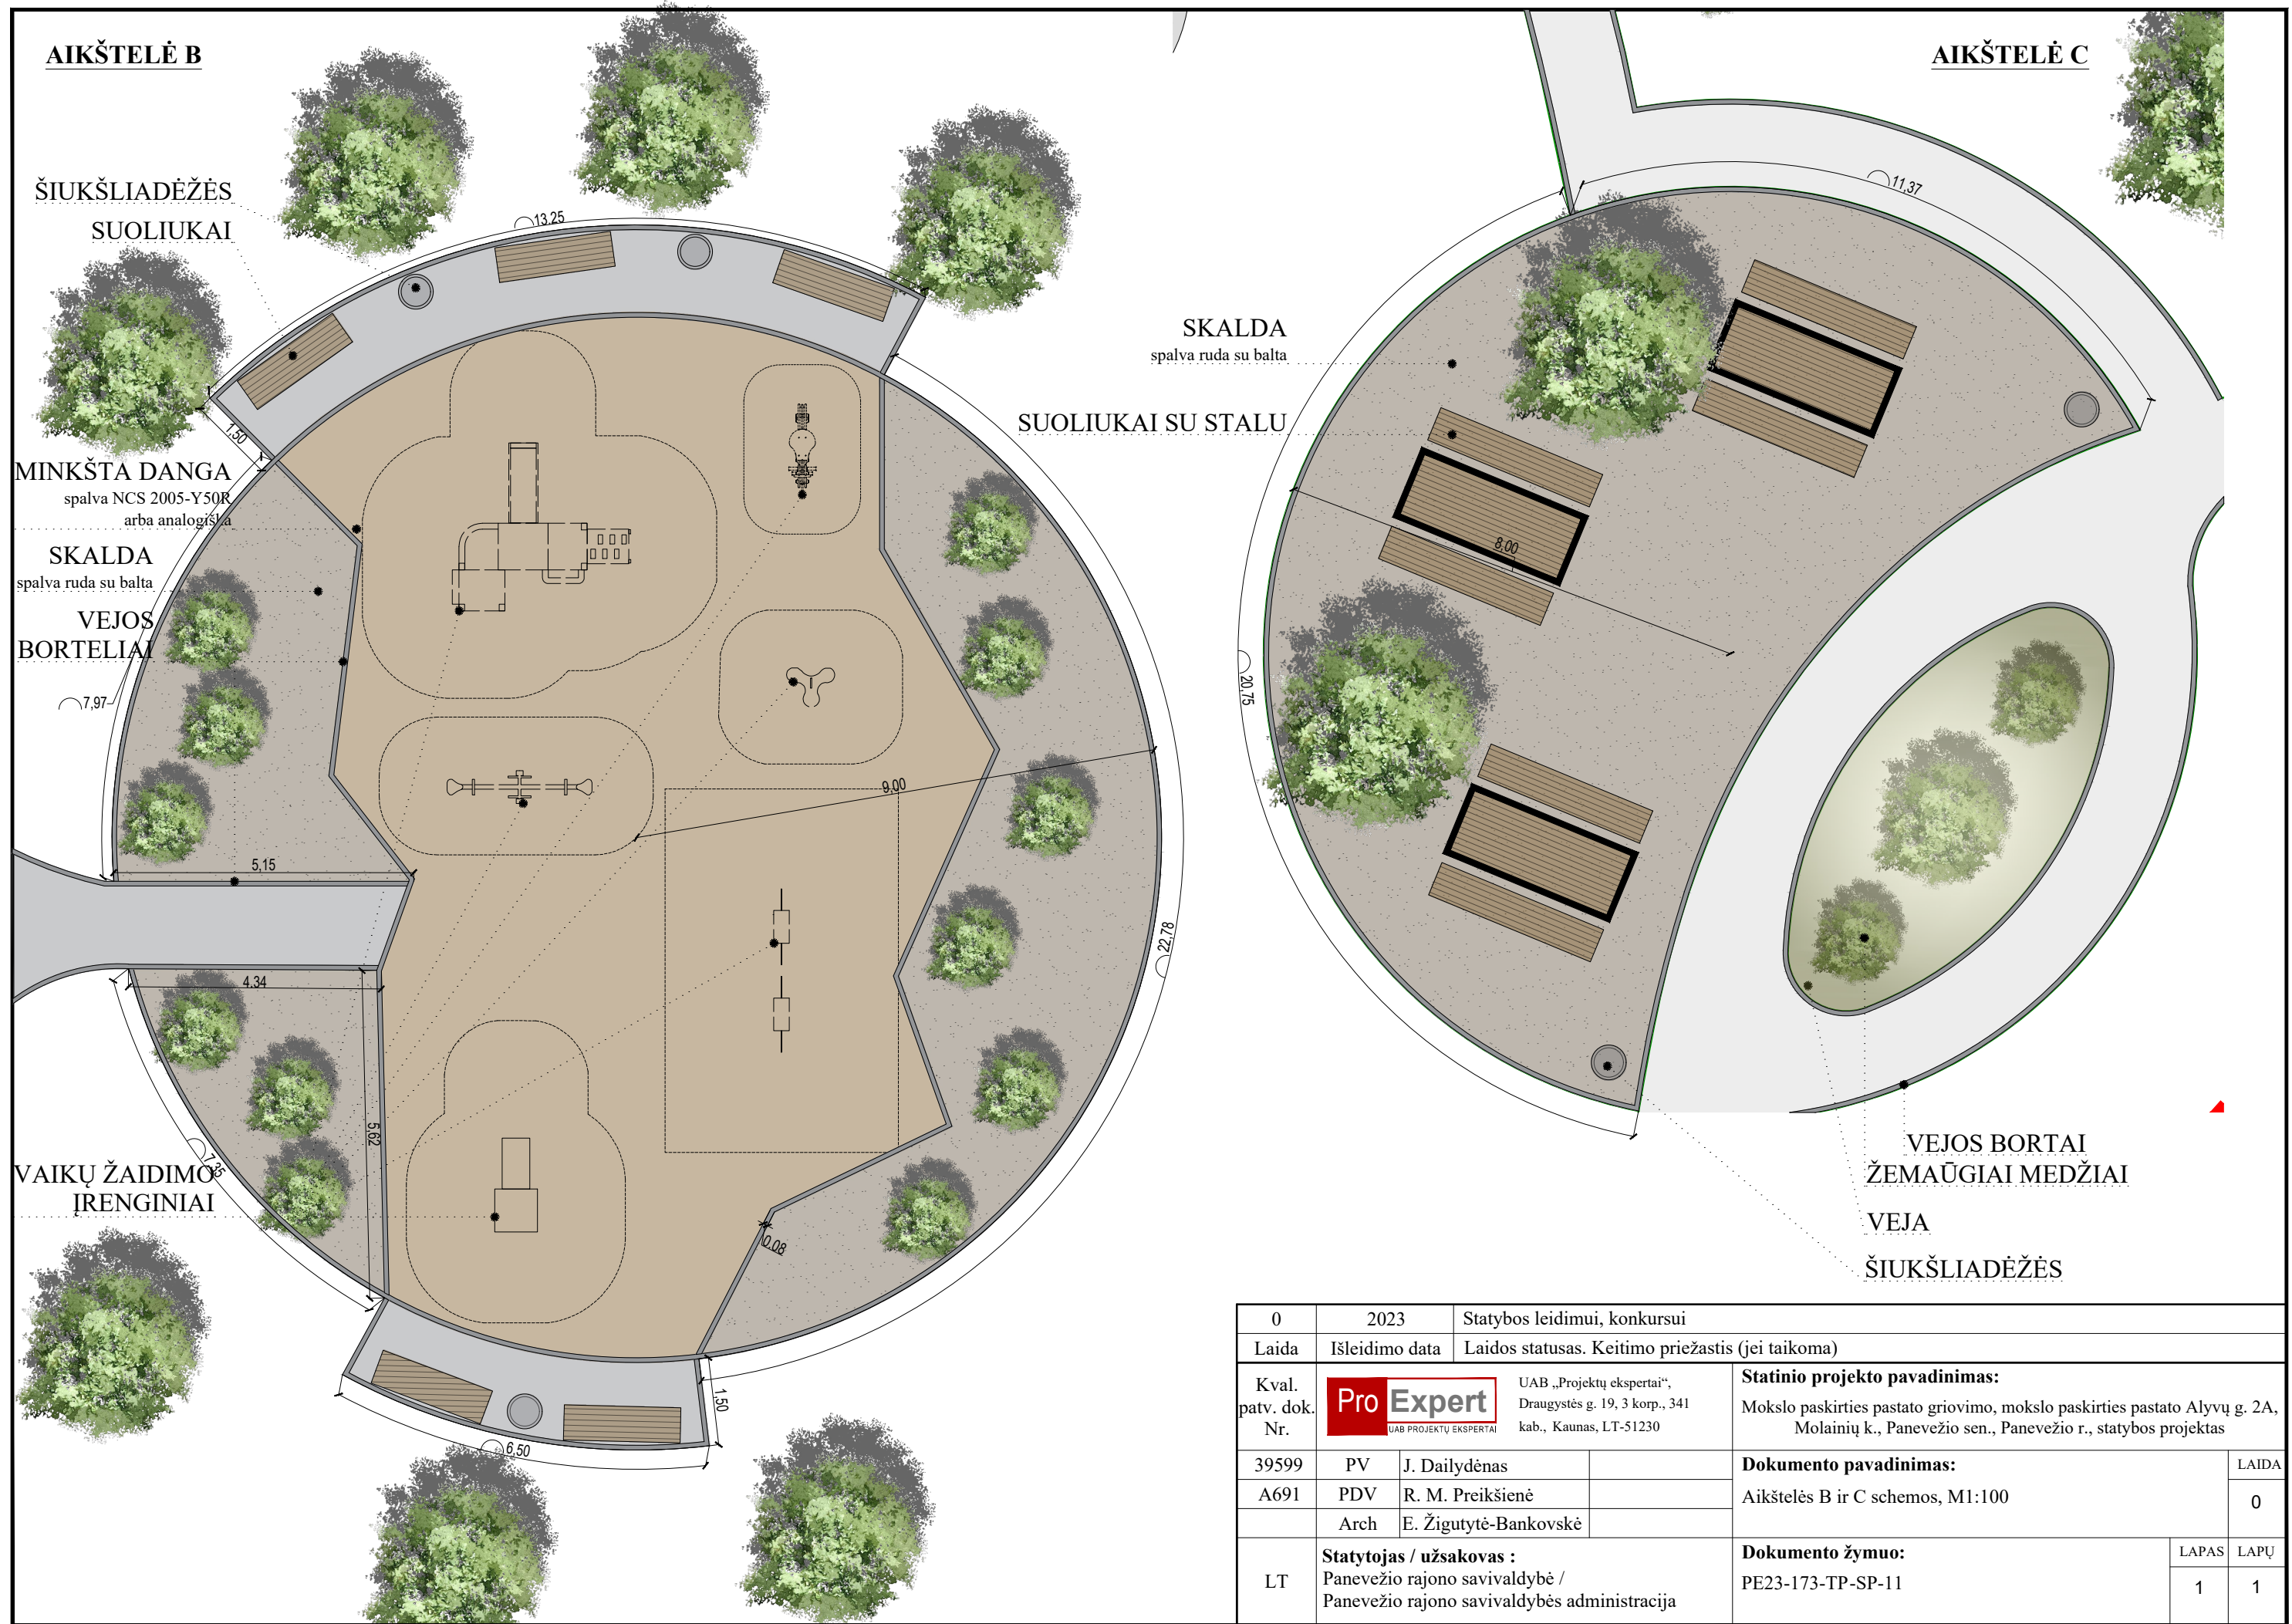 AIKŠTELĖ B
ŠIUKŠLIADĖŽĖS
SUOLIUKAI
13,25
1,50
MINKŠTA DANGA
spalva NCS 2005-Y50R
arba analogiška
SKALDA
spalva ruda su balta
VEJOS
BORTELIAI
7,97
5,15
9,00
22,78
4,34
5,62
7,35
VAIKŲ ŽAIDIMO
ĮRENGINIAI
0,08
1,50
6,50
AIKŠTELĖ C
11,37
SKALDA
spalva ruda su balta
SUOLIUKAI SU STALU
8,00
20,75
VEJOS BORTAI
ŽEMAŪGIAI MEDŽIAI
VEJA
ŠIUKŠLIADĖŽĖS
0 2023 Statybos leidimui, konkursui
Laida Išleidimo data Laidos statusas. Keitimo priežastis (jei taikoma)
Kval.
patv. dok.
Nr.
Pro Expert
UAB PROJEKTŲ EKSPERTAI
UAB „Projektų ekspertai“,
Draugystės g. 19, 3 korp., 341
kab., Kaunas, LT-51230
Statinio projekto pavadinimas:
Mokslo paskirties pastato griovimo, mokslo paskirties pastato Alyvų g. 2A,
Molainių k., Panevežio sen., Panevežio r., statybos projektas
39599 PV J. Dailydėnas
A691 PDV R. M. Preikšienė
Arch E. Žigutytė-Bankovskė
Dokumento pavadinimas:
Aikštelės B ir C schemos, M1:100
LAIDA
0
LT
Statytojas / užsakovas :
Panevežio rajono savivaldybė /
Panevežio rajono savivaldybės administracija
Dokumento žymuo:
PE23-173-TP-SP-11
LAPAS LAPŲ
1 1